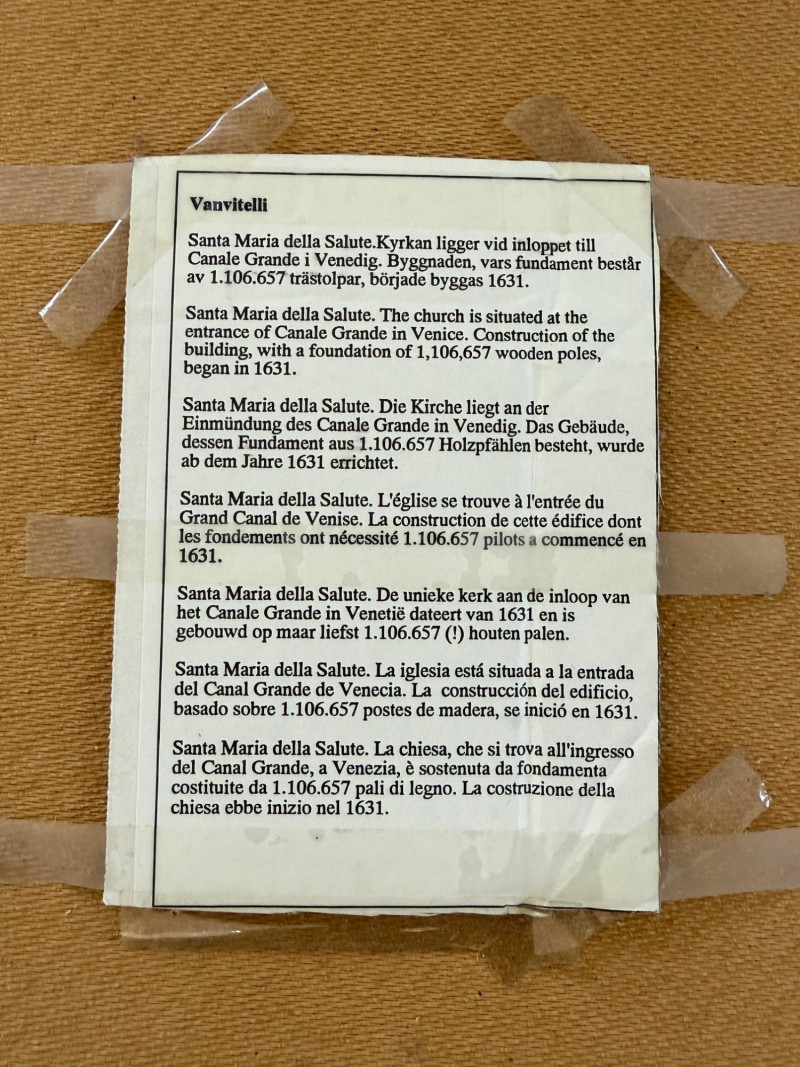 Vanvitelli
Santa Maria della Salute.Kyrkan ligger vid inloppet till
Canale Grande i Venedig. Byggnaden, vars fundament består
av 1.106.657 trästolpar, började byggas 1631.
Santa Maria della Salute. The church is situated at the
entrance of Canale Grande in Venice. Construction of the
building, with a foundation of 1,106,657 wooden poles,
began in 1631.
Santa Maria della Salute. Die Kirche liegt an der
Einmündung des Canale Grande in Venedig. Das Gebäude,
dessen Fundament aus 1.106.657 Holzpfählen besteht, wurde
ab dem Jahre 1631 errichtet.
Santa Maria della Salute. L'église se trouve à l'entrée du
Grand Canal de Venise. La construction de cette édifice dont
les fondements ont nécessité 1.106.657 pilots a commencé en
1631.
Santa Maria della Salute. De unieke kerk aan de inloop van
het Canale Grande in Venetië dateert van 1631 en is
gebouwd op maar liefst 1.106.657 (!) houten palen.
Santa Maria della Salute. La iglesia está situada a la entrada
del Canal Grande de Venecia. La construcción del edificio,
basado sobre 1.106.657 postes de madera, se inició en 1631.
Santa Maria della Salute. La chiesa, che si trova all'ingresso
del Canal Grande, a Venezia, è sostenuta da fondamenta
costituite da 1.106.657 pali di legno. La costruzione della
chiesa ebbe inizio nel 1631.